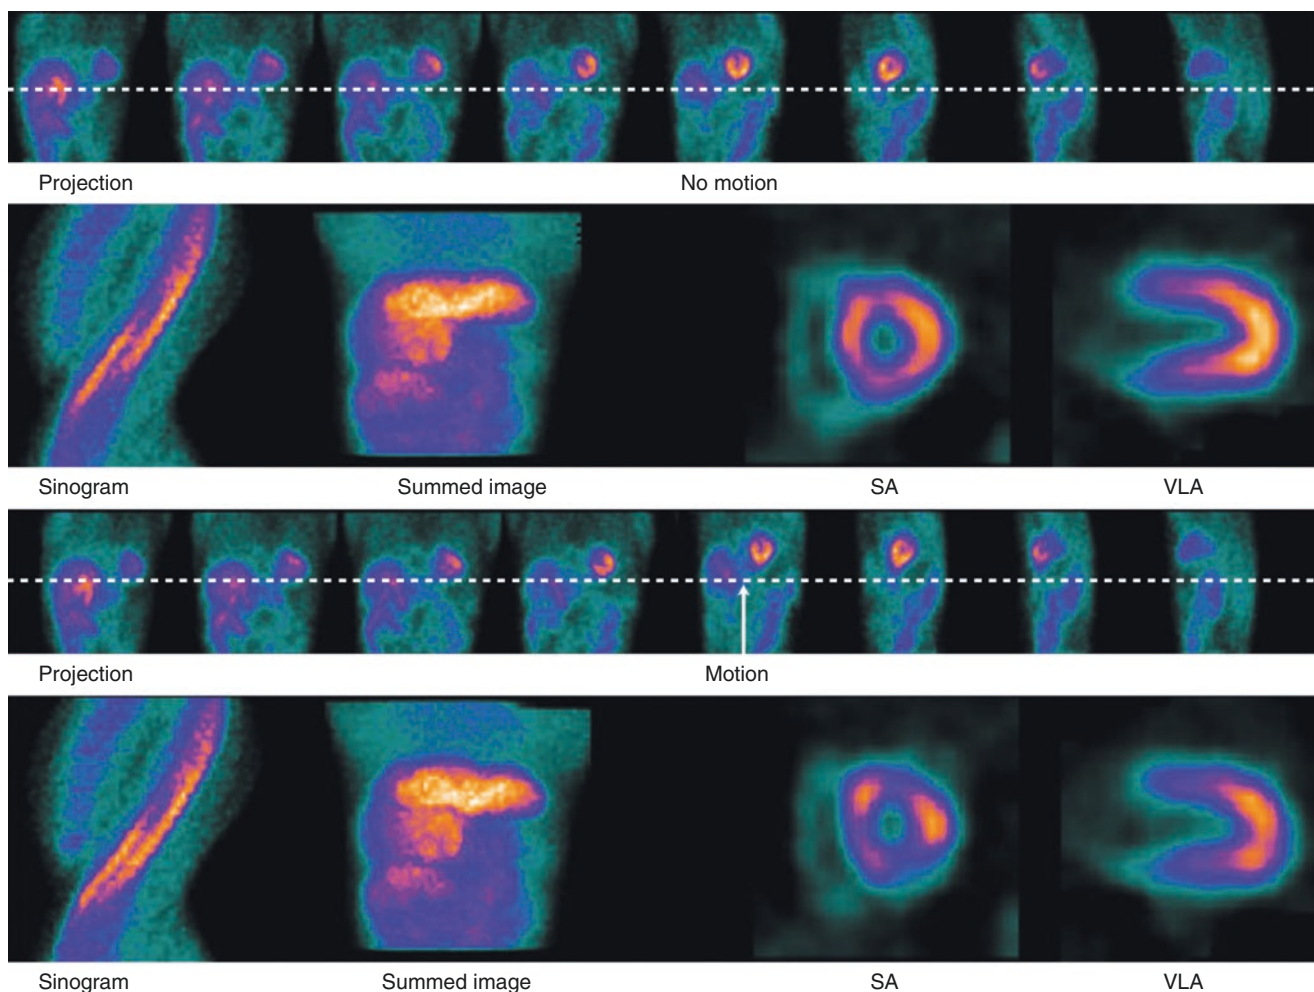 Projection No motion
Sinogram Summed image SA VLA
Projection Motion
Sinogram Summed image SA VLA